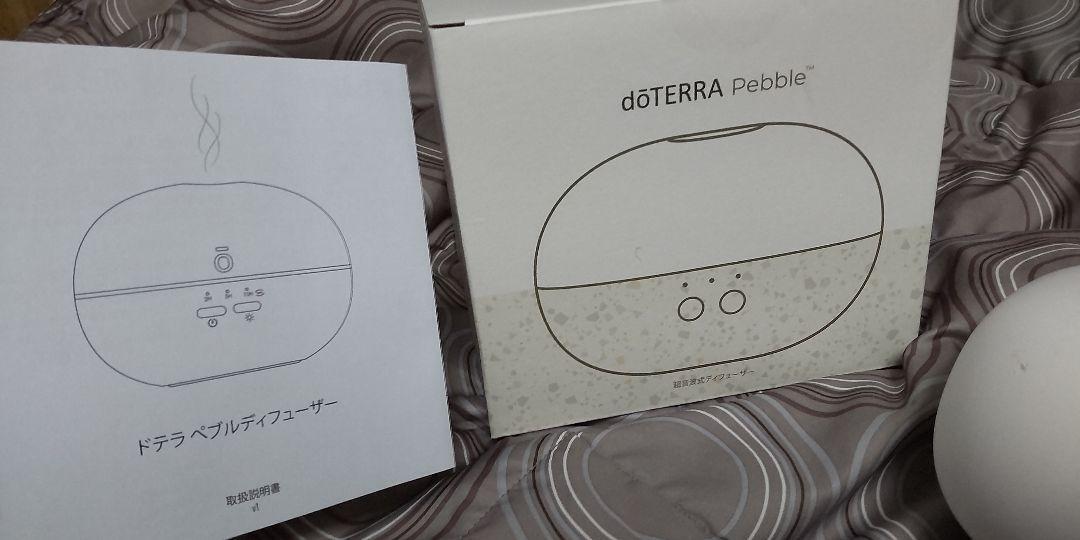 ドテラ ペブルディフューザー
取扱説明書
v1
dōTERRA Pebble™
超音波式ディフューザー